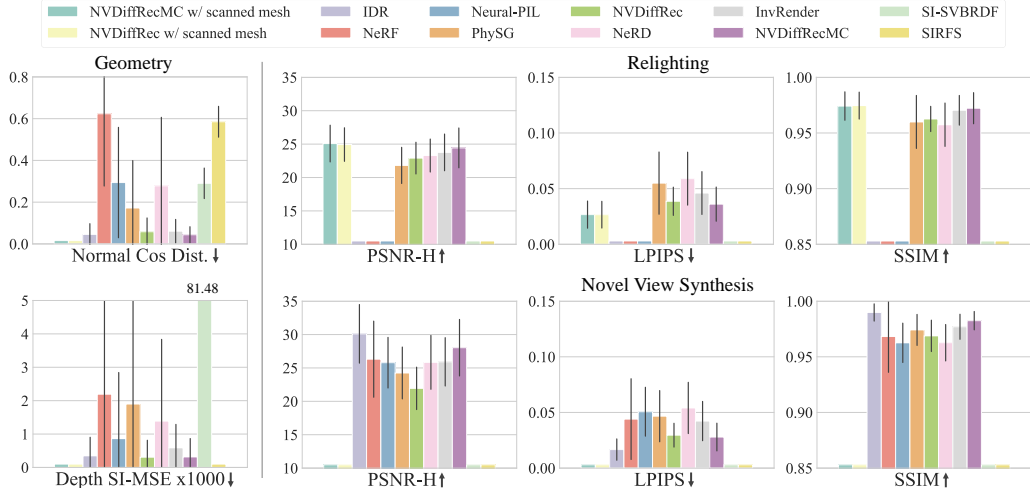 NVDiffRecMC w/ scanned mesh IDR Neural-PIL NVDiffRec InvRender SI-SVBRDF
NVDiffRec w/ scanned mesh NeRF PhySG NeRD NVDiffRecMC SIRFS
Geometry Relighting
0.8 35 0.15 1.00
0.6 30 0.10 0.95
0.4 25 0.05 0.90
0.2 20 0.00 0.85
0.0 15
10
Normal Cos Dist. ↓ PSNR-H ↑ LPIPS ↓ SSIM ↑
81.48 Novel View Synthesis
5 35 0.15 1.00
4 30 0.10 0.95
3 25 0.05 0.90
2 20 0.00 0.85
1 15
0 10
Depth SI-MSE x1000 ↓ PSNR-H ↑ LPIPS ↓ SSIM ↑